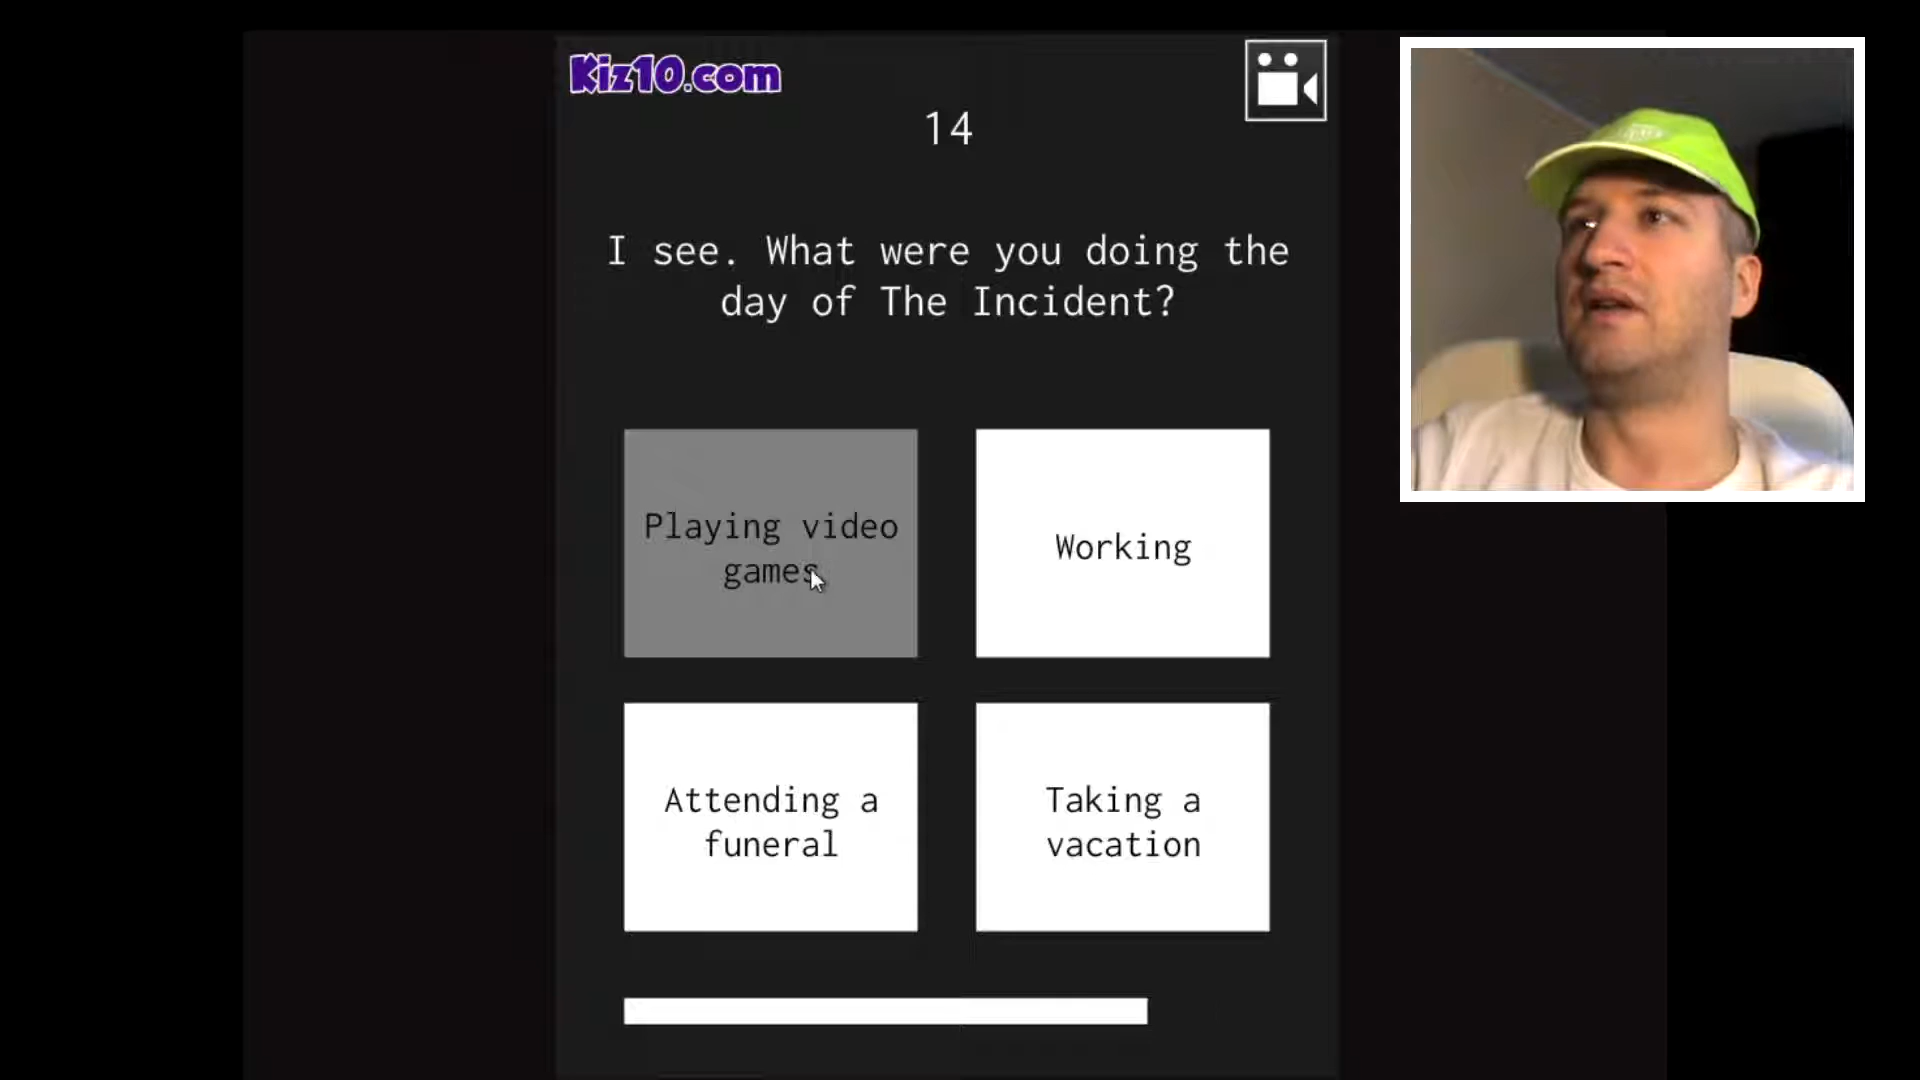 Kiz10.com
14
I see. What were you doing the
day of The Incident?
Playing video
games
Working
Attending a
funeral
Taking a
vacation